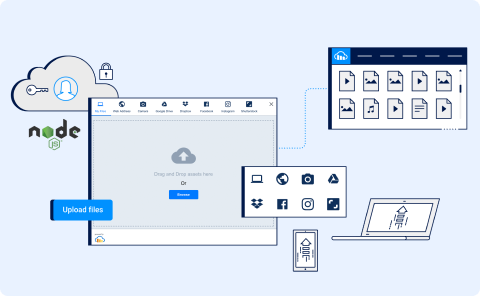 node
JS
My Files Web Address Camera Google Drive Dropbox Facebook Instagram Shutterstock
Drag and Drop assets here
Or
Browse
Upload files